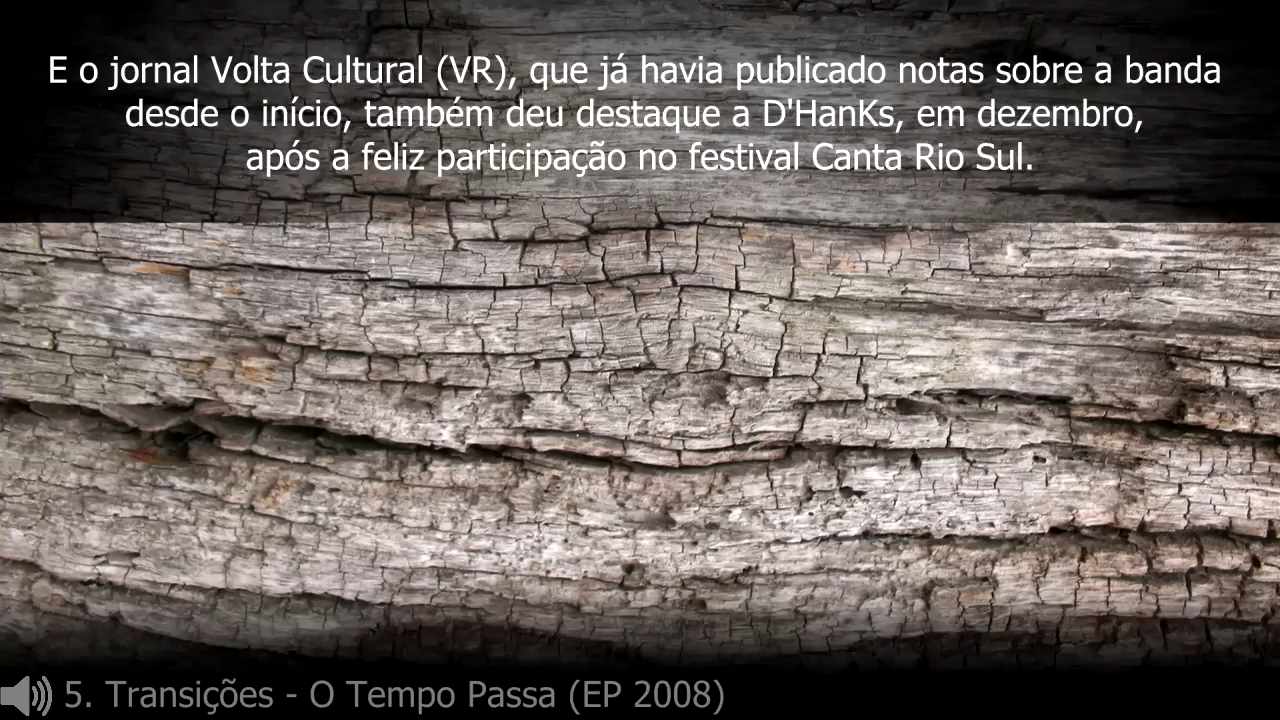 E o jornal Volta Cultural (VR), que já havia publicado notas sobre a banda
desde o início, também deu destaque a D'HanKs, em dezembro,
após a feliz participação no festival Canta Rio Sul.
5. Transições - O Tempo Passa (EP 2008)